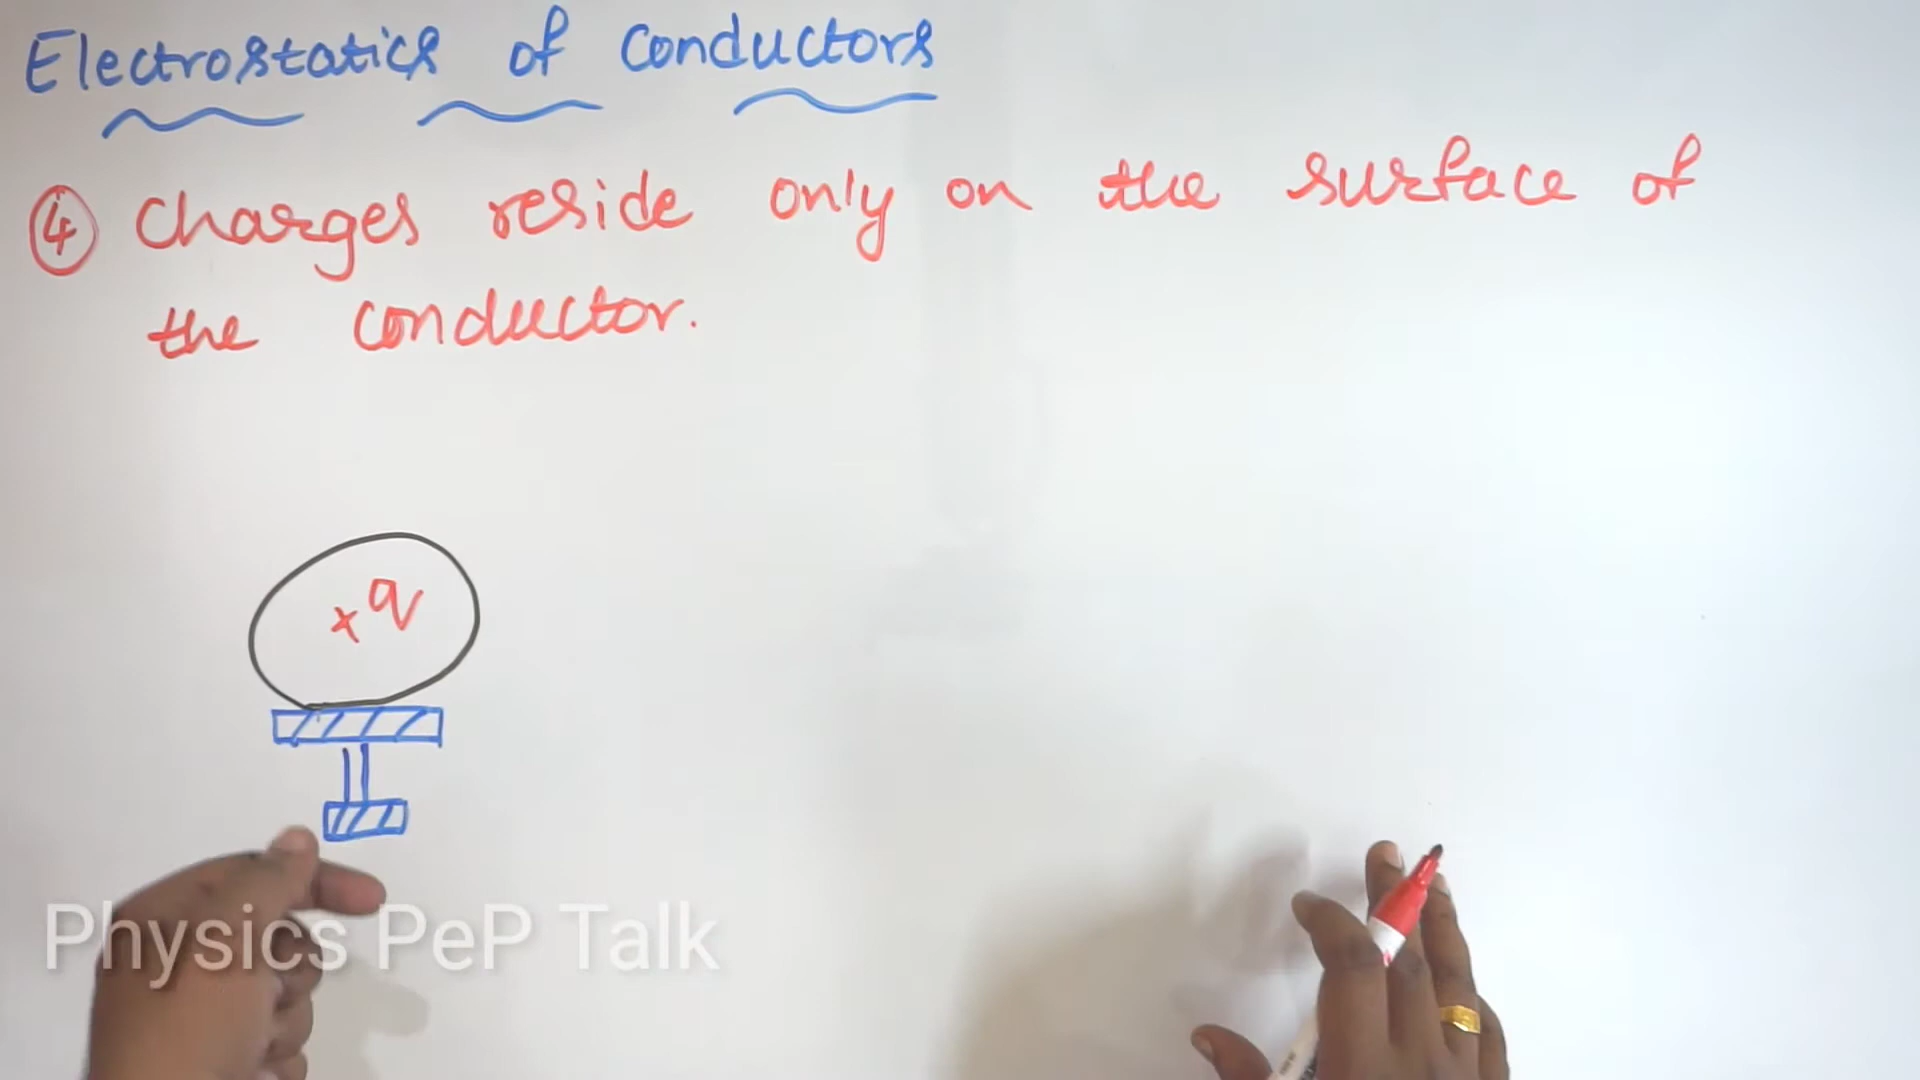 Electrostatics of Conductors
④ Charges reside only on the surface of
the conductor.
+q
Physics PeP Talk